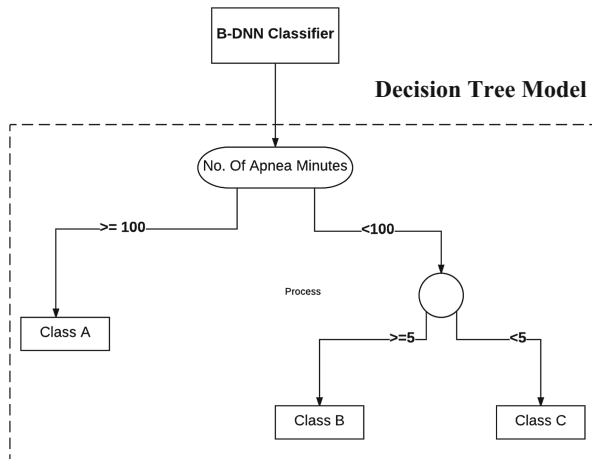 B-DNN Classifier
Decision Tree Model
No. Of Apnea Minutes
>= 100
<100
Process
Class A
>=5
<5
Class B
Class C